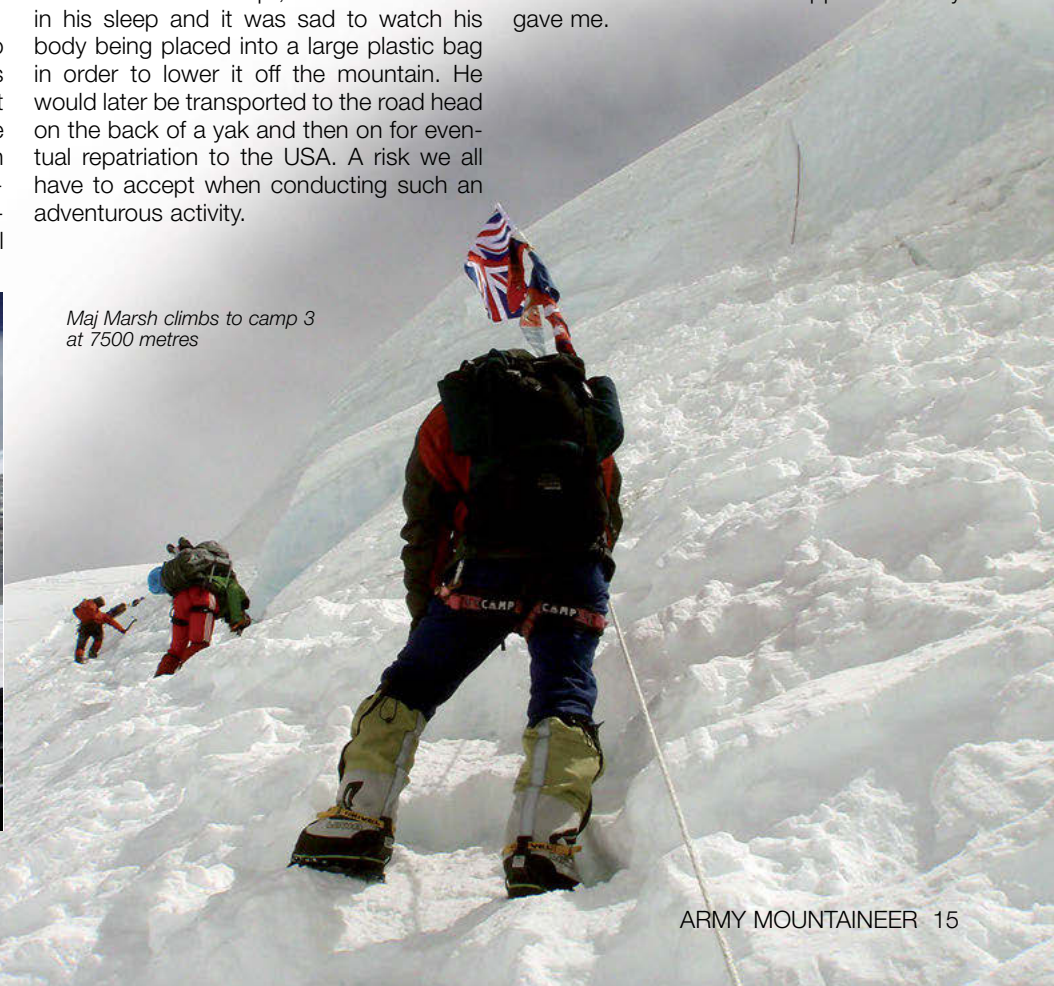 in his sleep and it was sad to watch his
body being placed into a large plastic bag
in order to lower it off the mountain. He
would later be transported to the road head
on the back of a yak and then on for even-
tual repatriation to the USA. A risk we all
have to accept when conducting such an
adventurous activity.
gave me.
Maj Marsh climbs to camp 3
at 7500 metres
CAMP CAMP
ARMY MOUNTAINEER 15